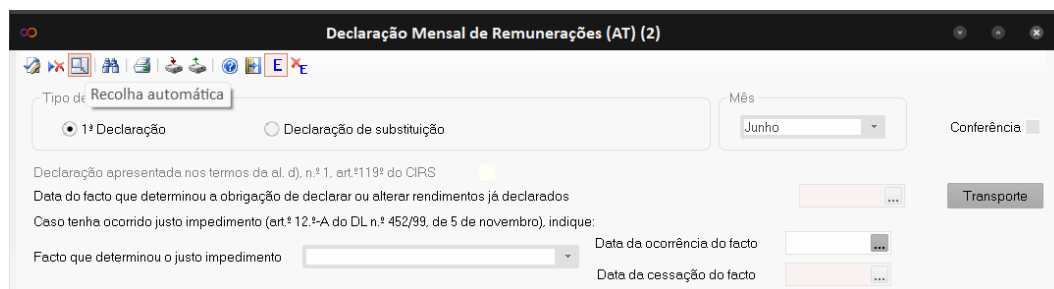 Declaração Mensal de Remunerações (AT) (2)
E E
Recolha automática
Tipo de
Mês
1ª Declaração
Declaração de substituição
Junho
Conferência
Declaração apresentada nos termos da al. d), n.º 1, art.º119º do CIRS
Data do facto que determinou a obrigação de declarar ou alterar rendimentos já declarados
...
Transporte
Caso tenha ocorrido justo impedimento (art.º 12.º-A do DL n.º 452/99, de 5 de novembro), indique:
Data da ocorrência do facto
...
Facto que determinou o justo impedimento
Data da cessação do facto
...